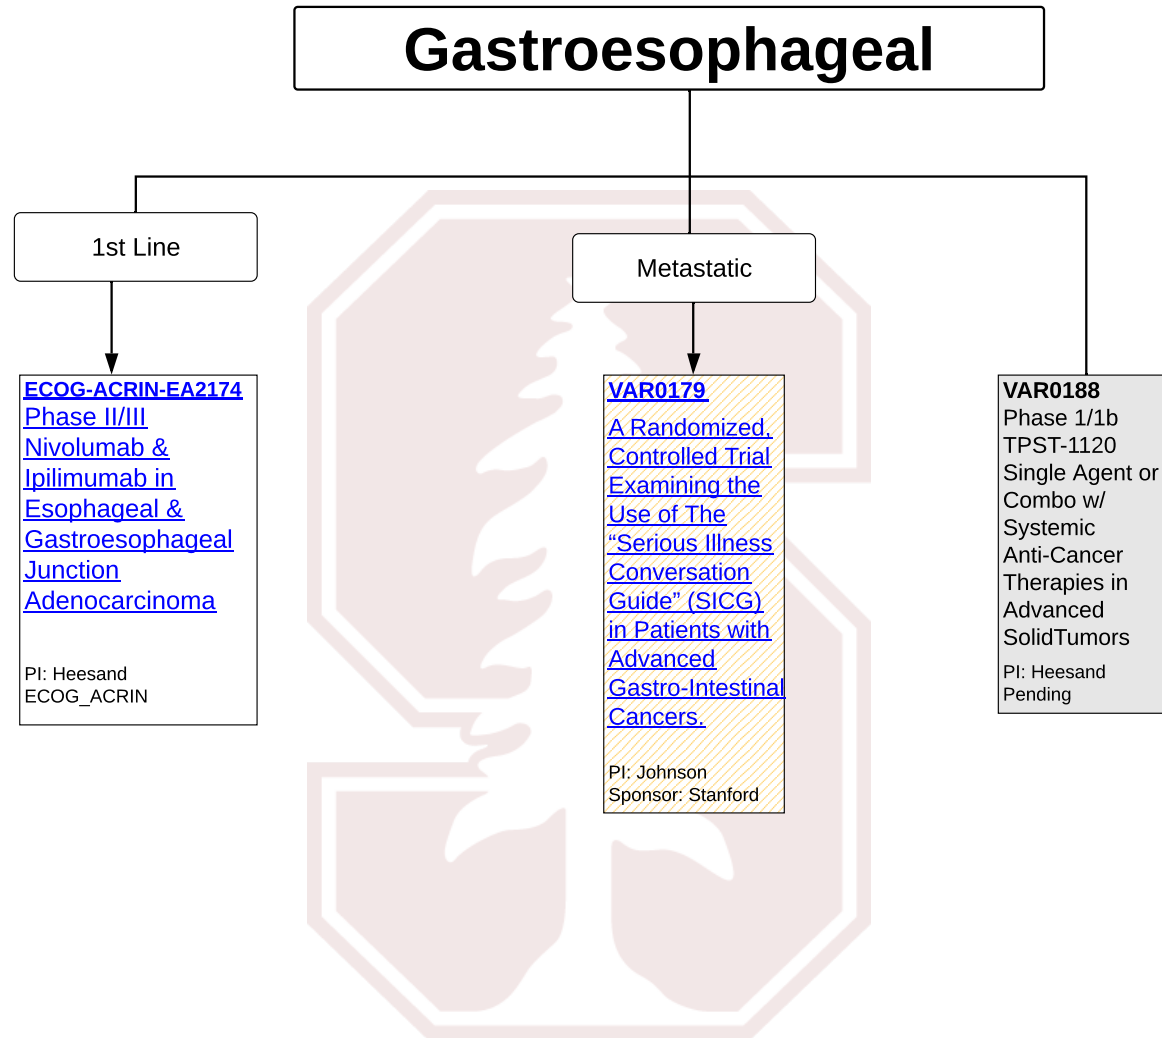 Gastroesophageal
1st Line
Metastatic
ECOG-ACRIN-EA2174
Phase II/III
Nivolumab &
Ipilimumab in
Esophageal &
Gastroesophageal
Junction
Adenocarcinoma
PI: Heesand
ECOG_ACRIN
VAR0179
A Randomized,
Controlled Trial
Examining the
Use of The
“Serious Illness
Conversation
Guide” (SICG)
in Patients with
Advanced
Gastro-Intestinal
Cancers.
PI: Johnson
Sponsor: Stanford
VAR0188
Phase 1/1b
TPST-1120
Single Agent or
Combo w/
Systemic
Anti-Cancer
Therapies in
Advanced
SolidTumors
PI: Heesand
Pending